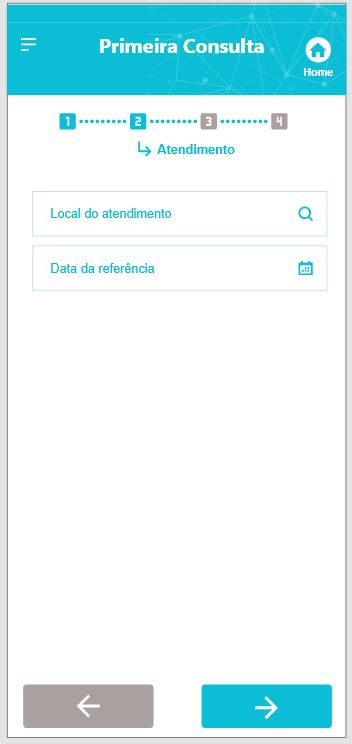 Primeira Consulta
Home
1 2 3 4
Atendimento
Local do atendimento
Data da referência